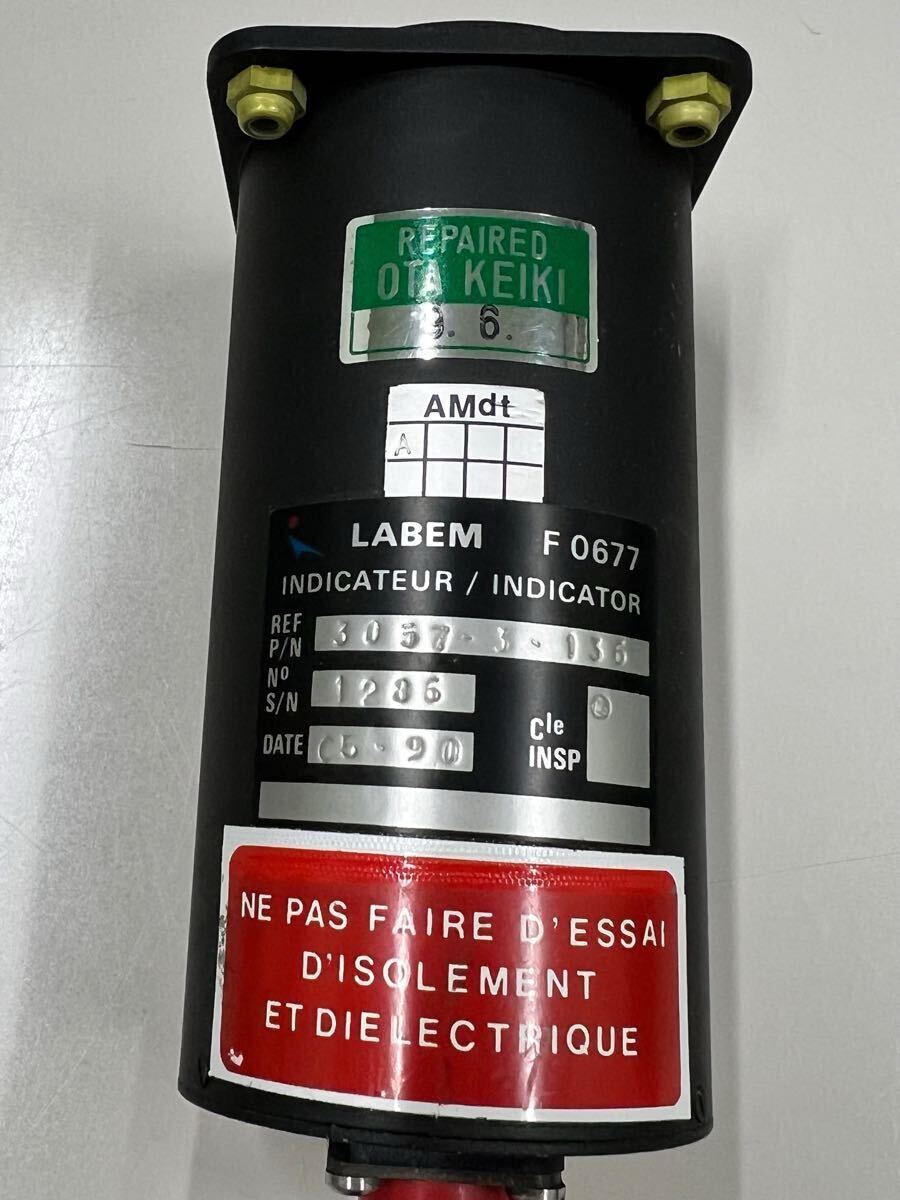 REPAIRED
OTA KEIKI
3. 6.
AMdt
A
LABEM F 0677
INDICATEUR / INDICATOR
REF P/N 3057-3-136
Nº S/N 1286
DATE 05-90
Cle INSP
NE PAS FAIRE D'ESSAI
D'ISOLEMENT
ET DIELECTRIQUE